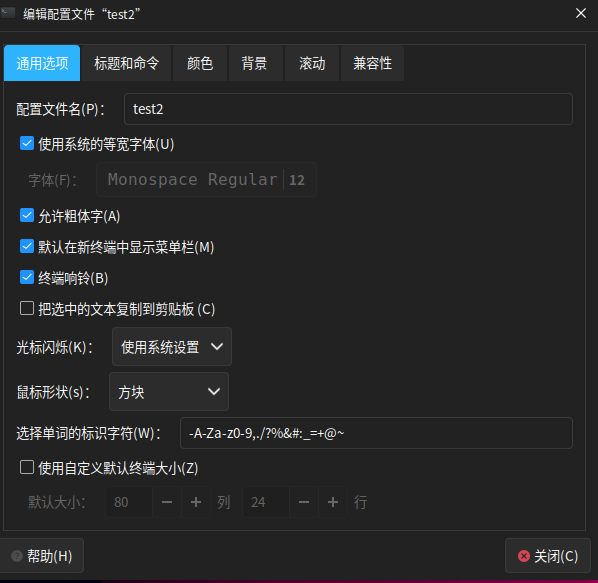 编辑配置文件“test2”
通用选项 标题和命令 颜色 背景 滚动 兼容性
配置文件名(P): test2
使用系统的等宽字体(U)
字体(F): Monospace Regular 12
允许粗体字(A)
默认在新终端中显示菜单栏(M)
终端响铃(B)
把选中的文本复制到剪贴板 (C)
光标闪烁(K): 使用系统设置
鼠标形状(s): 方块
选择单词的标识字符(W): -A-Za-z0-9,./?%&#:_=+@~
使用自定义默认终端大小(Z)
默认大小: 80 − + 列 24 − + 行
帮助(H) 关闭(C)